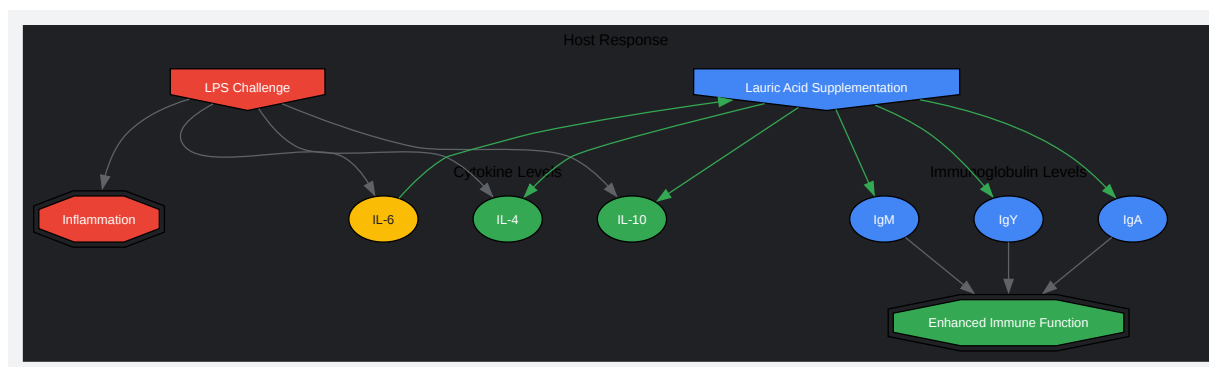 Host Response
LPS Challenge
Lauric Acid Supplementation
Cytokine Levels
Immunoglobulin Levels
Inflammation
IL-6
IL-4
IL-10
IgM
IgY
IgA
Enhanced Immune Function